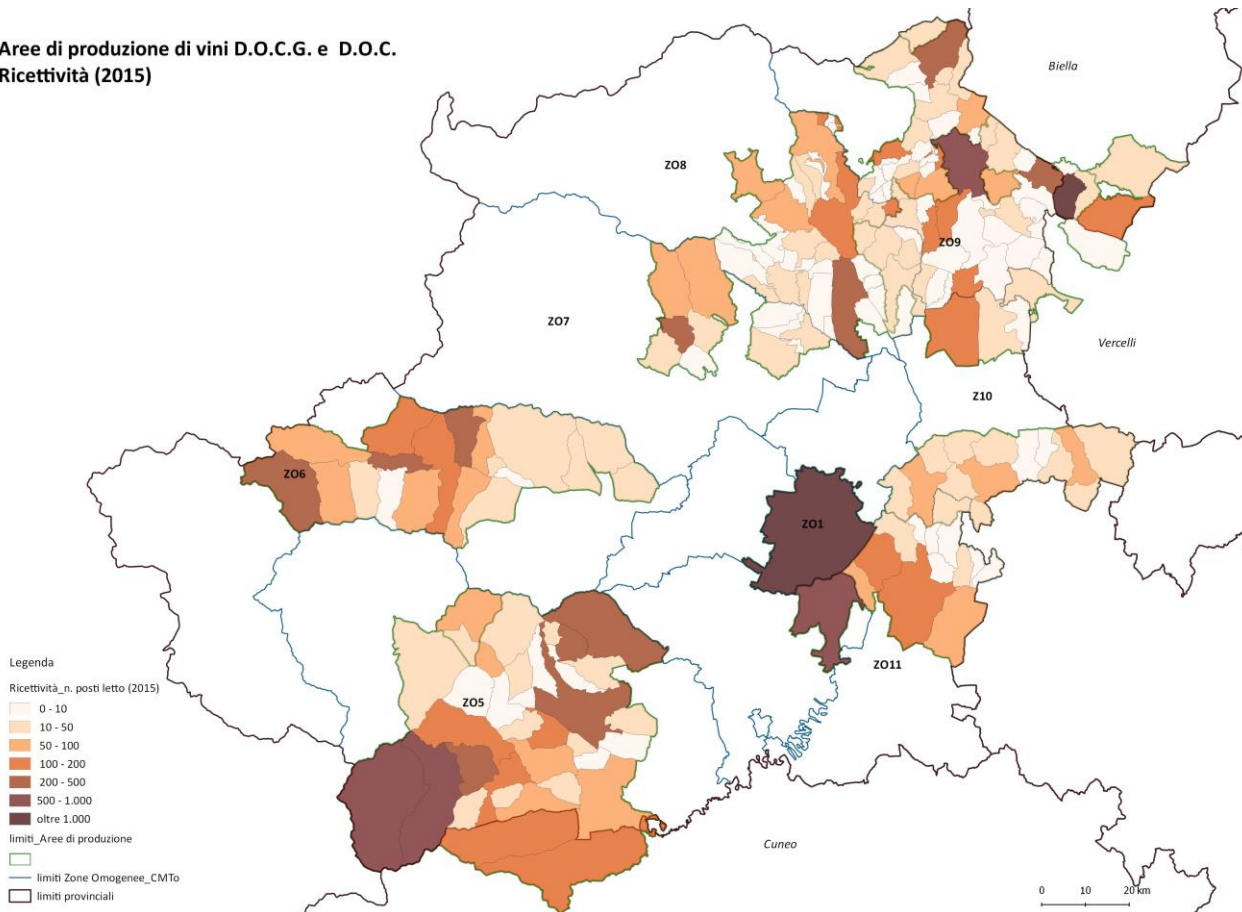 Aree di produzione di vini D.O.C.G. e D.O.C.
Ricettività (2015)
Biella
ZO8
ZO9
ZO7
Vercelli
Z10
ZO6
ZO1
ZO11
ZO5
Cuneo
Legenda
Ricettività_n. posti letto (2015)
0 - 10
10 - 50
50 - 100
100 - 200
200 - 500
500 - 1.000
oltre 1.000
limiti_Aree di produzione
limiti Zone Omogenee_CMTo
limiti provinciali
0 10 20 km